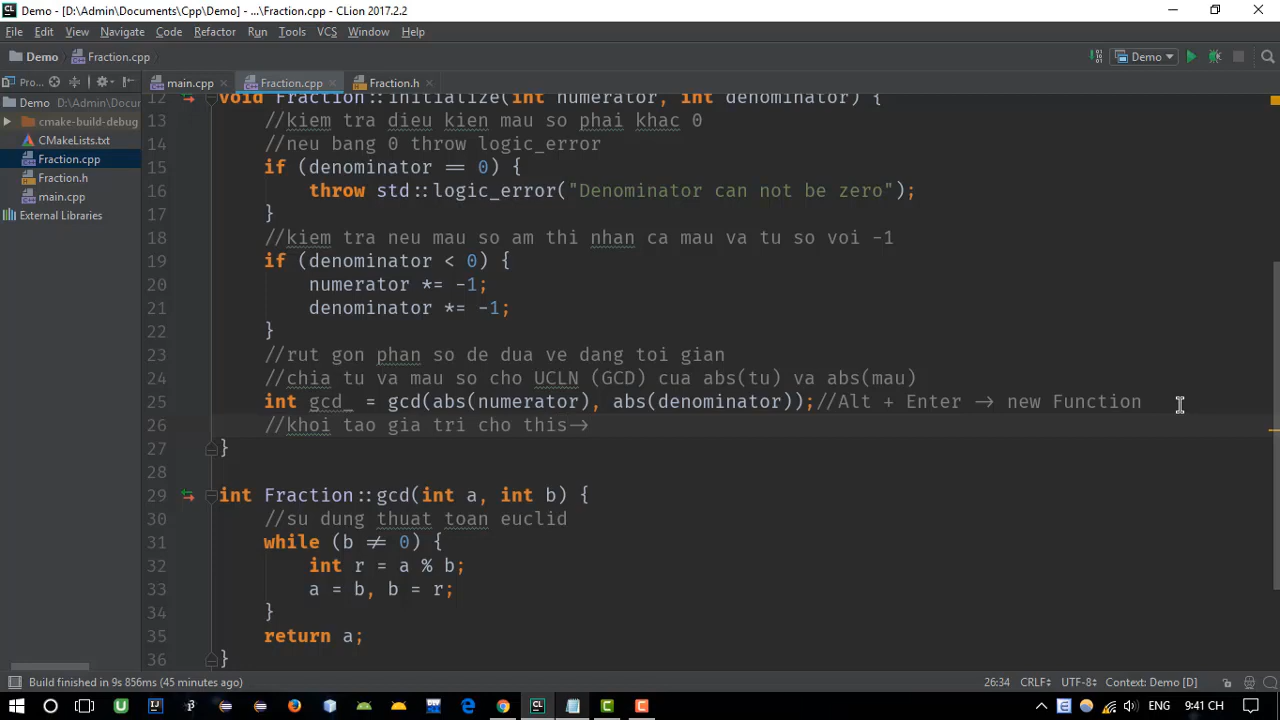 Demo - [D:\Admin\Documents\Cpp\Demo] - ...\Fraction.cpp - CLion 2017.2.2
File Edit View Navigate Code Refactor Run Tools VCS Window Help
Demo Fraction.cpp Demo
Pro... main.cpp Fraction.cpp Fraction.h
Demo D:\Admin\Docur
cmake-build-debug
CMakeLists.txt
Fraction.cpp
Fraction.h
main.cpp
External Libraries
12 void Fraction::initialize(int numerator, int denominator) {
13 //kiem tra dieu kien mau so phai khac 0
14 //neu bang 0 throw logic_error
15 if (denominator == 0) {
16 throw std::logic_error("Denominator can not be zero");
17 }
18 //kiem tra neu mau so am thi nhan ca mau va tu so voi -1
19 if (denominator < 0) {
20 numerator *= -1;
21 denominator *= -1;
22 }
23 //rut gon phan so de dua ve dang toi gian
24 //chia tu va mau so cho UCLN (GCD) cua abs(tu) va abs(mau)
25 int gcd_ = gcd(abs(numerator), abs(denominator));//Alt + Enter -> new Function
26 //khoi tao gia tri cho this->
27 }
28
29 int Fraction::gcd(int a, int b) {
30 //su dung thuat toan euclid
31 while (b != 0) {
32 int r = a % b;
33 a = b, b = r;
34 }
35 return a;
36 }
Build finished in 9s 856ms (45 minutes ago) 26:34 CRLF÷ UTF-8÷ Context: Demo [D]
ENG 9:41 CH